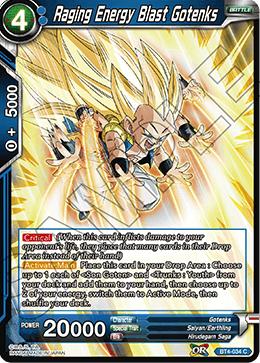 4
Raging Energy Blast Gotenks
BATTLE
0 + 5000
Critical (When this card inflicts damage to your
opponent's life, they place that many cards in their Drop
Area instead of their hand)
Activate:Main Place this card in your Drop Area : Choose
up to 1 each of <Son Goten> and <Trunks : Youth> from
your deck and add them to your hand, then choose up to
2 of your energy, switch them to Active Mode, then
shuffle your deck.
POWER 20000
Character Gotenks
Special Trait Saiyan/Earthling
Era Hirudegarn Saga
MADE IN JAPAN
BT4-034 C